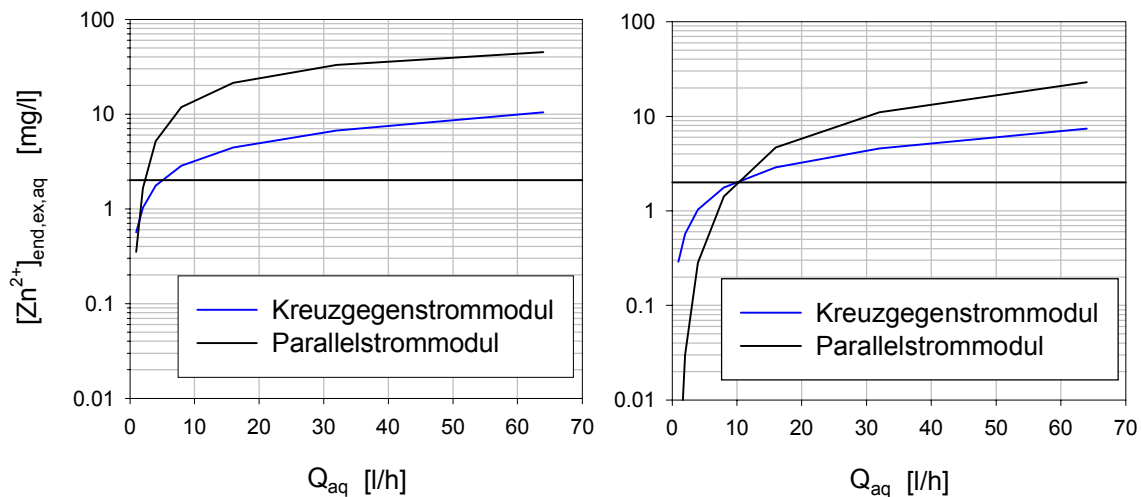 [Zn²⁺]end,ex,aq [mg/l]
100
10
1
0.1
0.01
Kreuzgegenstrommodul
Parallelstrommodul
0 10 20 30 40 50 60 70
Qaq [l/h]
100
10
1
0.1
0.01
Kreuzgegenstrommodul
Parallelstrommodul
0 10 20 30 40 50 60 70
Qaq [l/h]